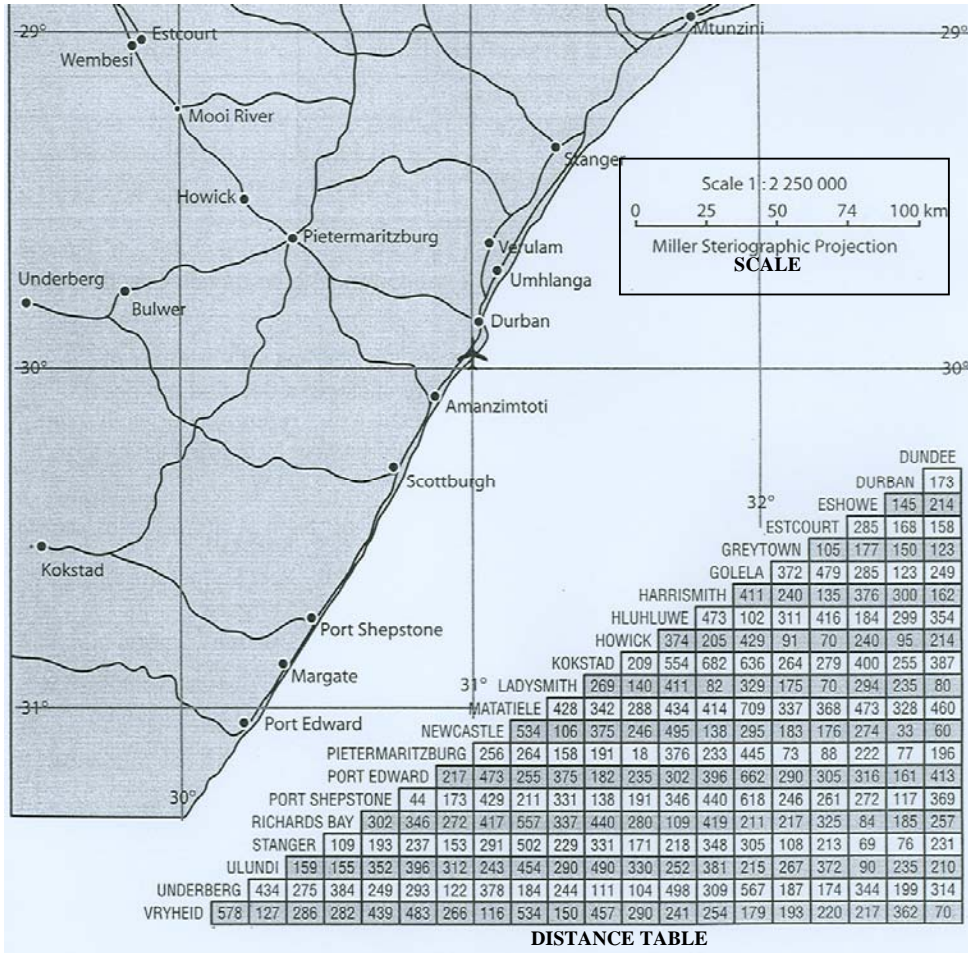 29°
Estcourt
Wembesi
Mtunzini
29°
Mooi River
Stanger
Scale 1 : 2 250 000
0 25 50 74 100 km
Miller Steriographic Projection
SCALE
Howick
Pietermaritzburg
Verulam
Umhlanga
Underberg
Bulwer
Durban
30°
30°
Amanzimtoti
Scottburgh
32°
Kokstad
Port Shepstone
Margate
31°
31°
Port Edward
30°
DUNDEE
DURBAN 173
ESHOWE 145 214
ESTCOURT 285 168 158
GREYTOWN 105 177 150 123
GOLELA 372 479 285 123 249
HARRISMITH 411 240 135 376 300 162
HLUHLUWE 473 102 311 416 184 299 354
HOWICK 374 205 429 91 70 240 95 214
KOKSTAD 209 554 682 636 264 279 400 255 387
LADYSMITH 269 140 411 82 329 175 70 294 235 80
MATATIELE 428 342 288 434 414 709 337 368 473 328 460
NEWCASTLE 534 106 375 246 495 138 295 183 176 274 33 60
PIETERMARITZBURG 256 264 158 191 18 376 233 445 73 88 222 77 196
PORT EDWARD 217 473 255 375 182 235 302 396 662 290 305 316 161 413
PORT SHEPSTONE 44 173 429 211 331 138 191 346 440 618 246 261 272 117 369
RICHARDS BAY 302 346 272 417 557 337 440 280 109 419 211 217 325 84 185 257
STANGER 109 193 237 153 291 502 229 331 171 218 348 305 108 213 69 76 231
ULUNDI 159 155 352 396 312 243 454 290 490 330 252 381 215 267 372 90 235 210
UNDERBERG 434 275 384 249 293 122 378 184 244 111 104 498 309 567 187 174 344 199 314
VRYHEID 578 127 286 282 439 483 266 116 534 150 457 290 241 254 179 193 220 217 362 70
DISTANCE TABLE